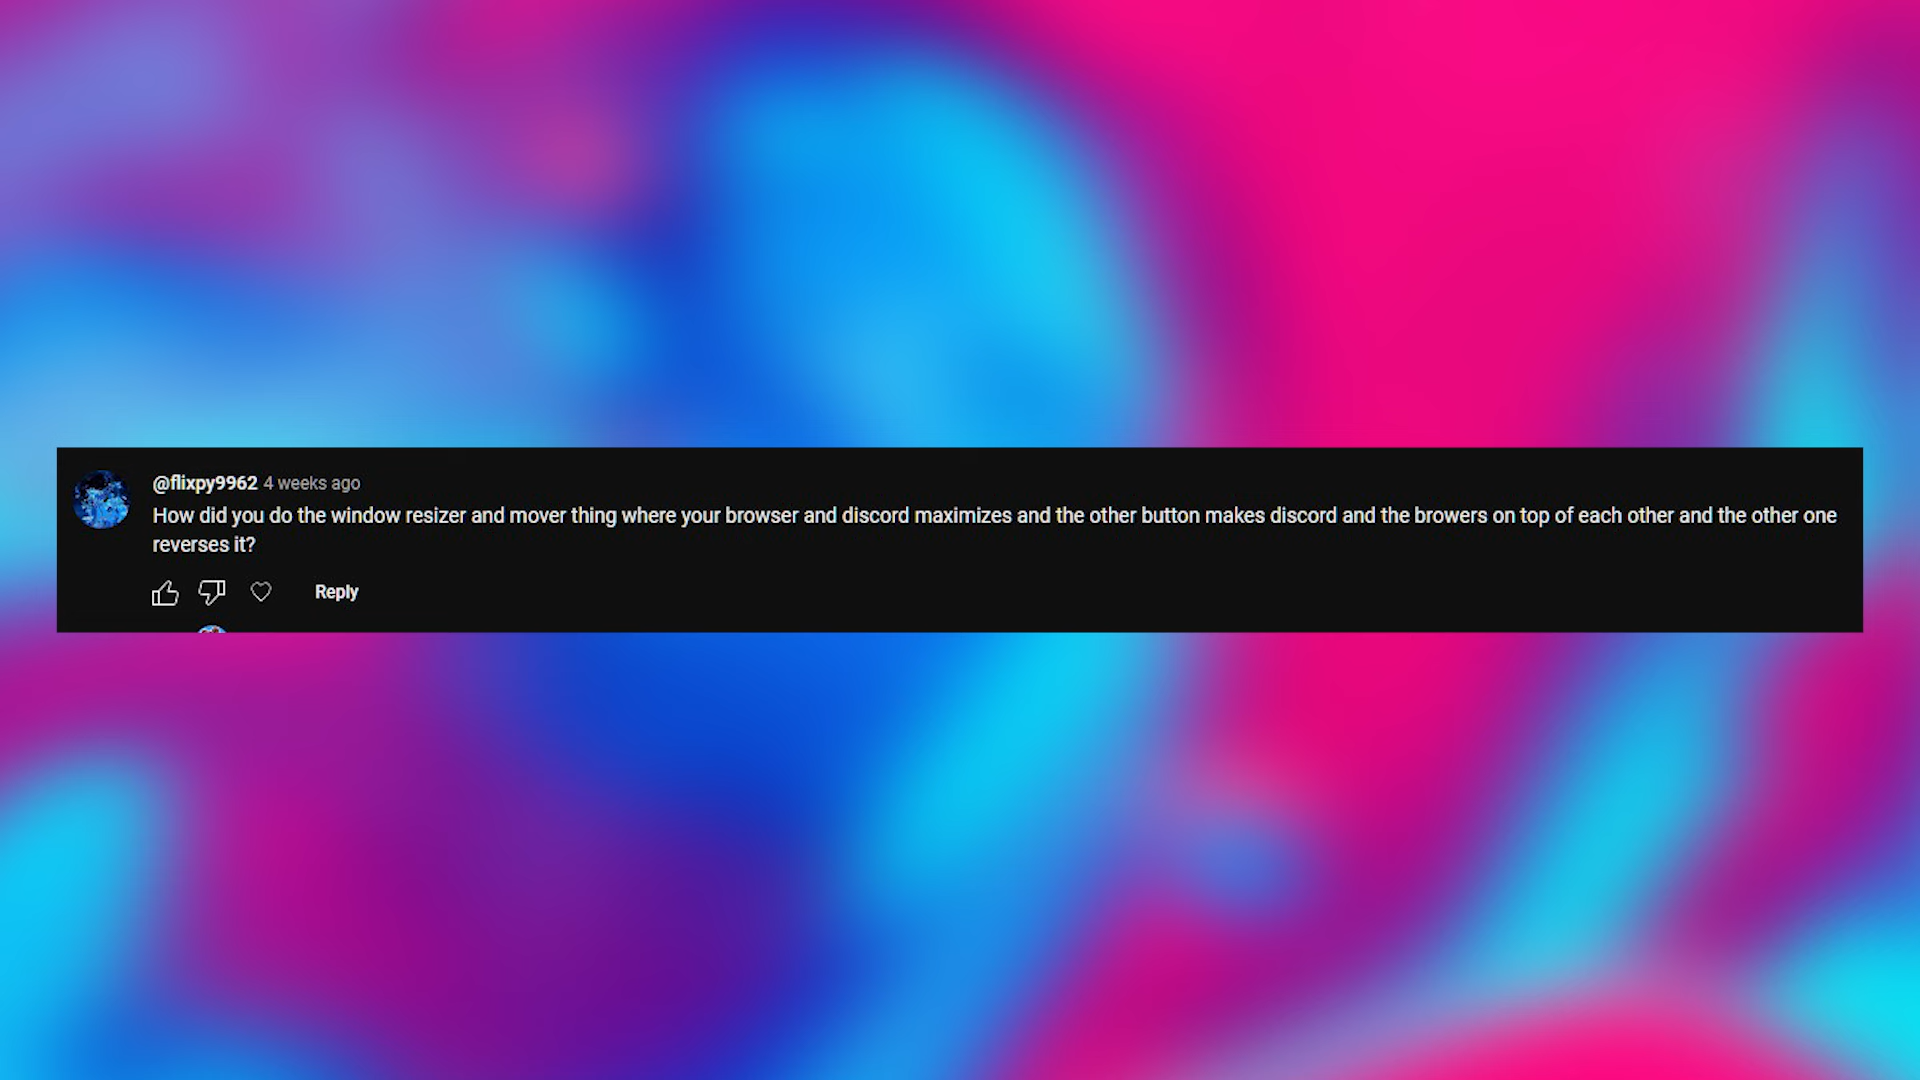 @flixpy9962 4 weeks ago
How did you do the window resizer and mover thing where your browser and discord maximizes and the other button makes discord and the browers on top of each other and the other one
reverses it?
Reply